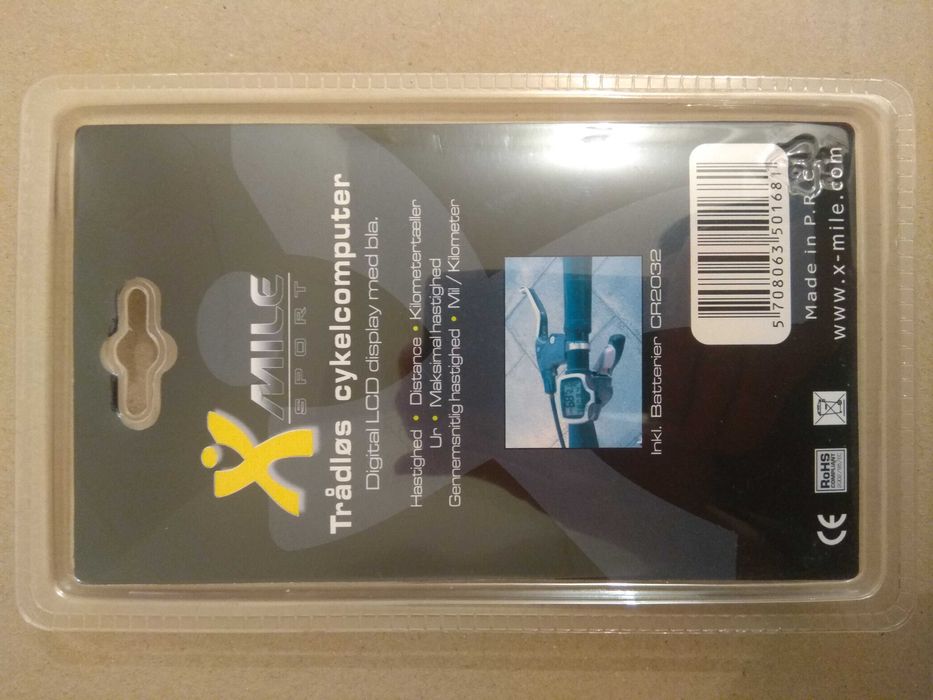 X
MILE
SPORT
Trådløs cykelcomputer
Digital LCD display med bla.
Hastighed • Distance • Kilometertæller
Ur • Maksimal hastighed
Gennemsnitlig hastighed • Mil / Kilometer
Inkl. Batterier CR2032
5 708063 501681
CE
RoHS
COMPLIANT
Made in P.R.C.
www.x-mile.com